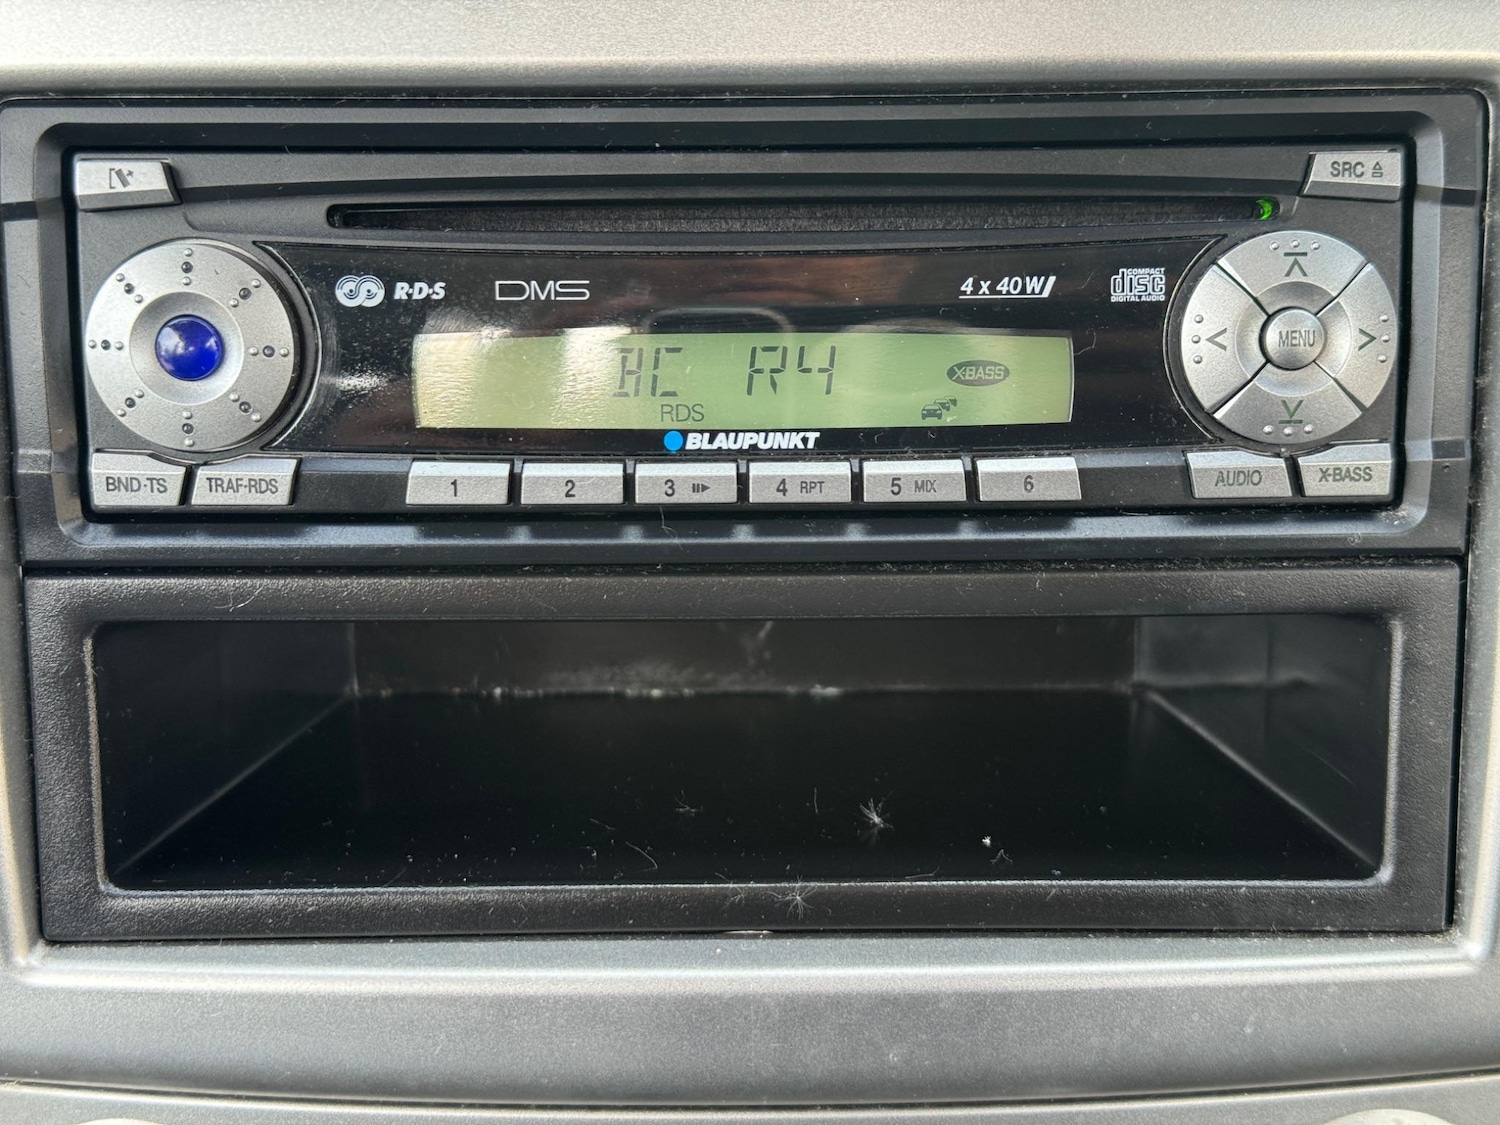 SRC
R·D·S DMS 4 x 40W COMPACT disc DIGITAL AUDIO
BC R4 X-BASS
RDS
BLAUPUNKT
MENU
BND·TS TRAF·RDS 1 2 3 4 RPT 5 MIX 6 AUDIO X-BASS